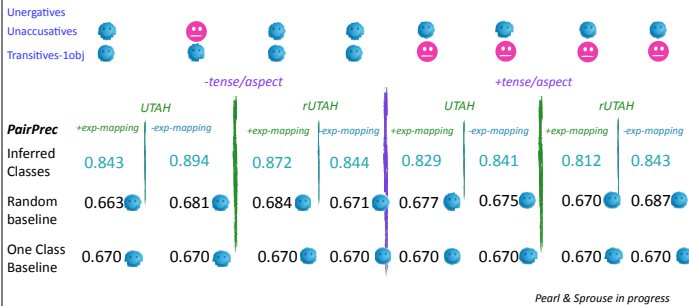 Unergatives
Unaccusatives
Transitives-1obj
-tense/aspect +tense/aspect
UTAH rUTAH UTAH rUTAH
PairPrec +exp-mapping -exp-mapping +exp-mapping -exp-mapping +exp-mapping -exp-mapping +exp-mapping -exp-mapping
Inferred
Classes 0.843 0.894 0.872 0.844 0.829 0.841 0.812 0.843
Random
baseline 0.663 0.681 0.684 0.671 0.677 0.675 0.670 0.687
One Class
Baseline 0.670 0.670 0.670 0.670 0.670 0.670 0.670 0.670
Pearl & Sprouse in progress